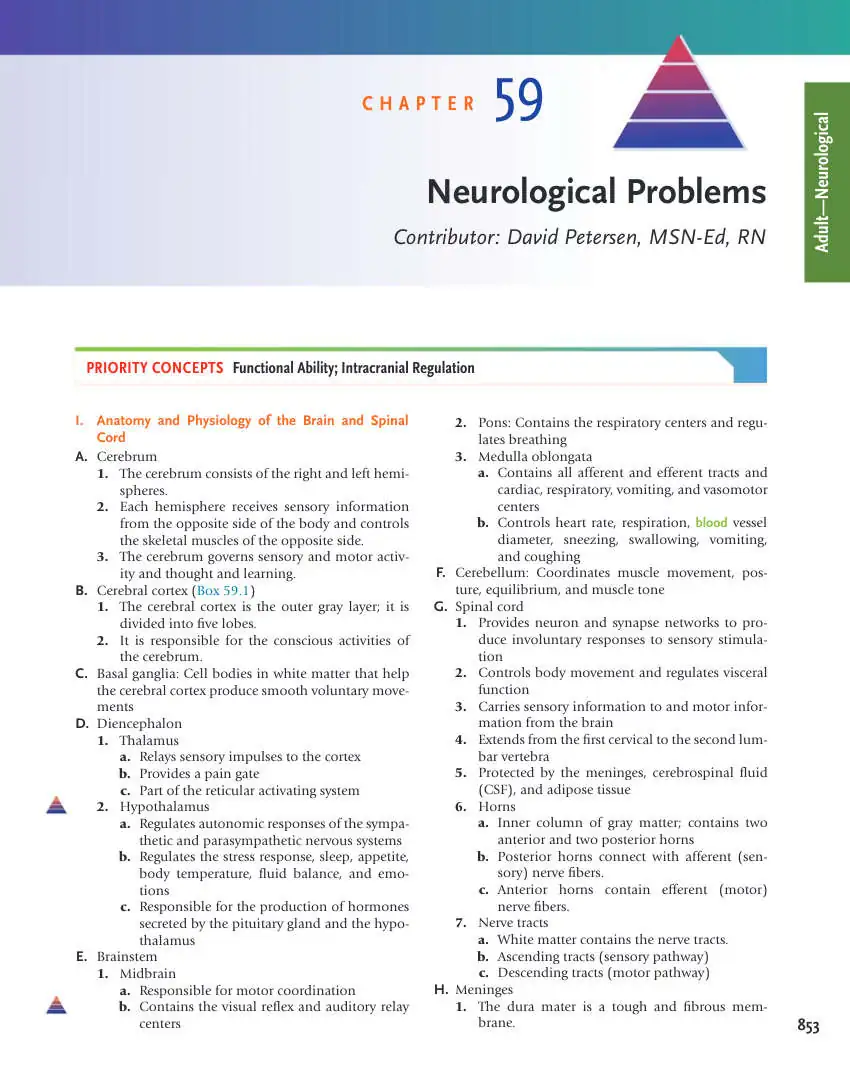 CHAPTER 59
Adult—Neurological
Neurological Problems
Contributor: David Petersen, MSN-Ed, RN
PRIORITY CONCEPTS Functional Ability; Intracranial Regulation
I. Anatomy and Physiology of the Brain and Spinal
Cord
A. Cerebrum
1. The cerebrum consists of the right and left hemi-
spheres.
2. Each hemisphere receives sensory information
from the opposite side of the body and controls
the skeletal muscles of the opposite side.
3. The cerebrum governs sensory and motor activ-
ity and thought and learning.
B. Cerebral cortex (Box 59.1)
1. The cerebral cortex is the outer gray layer; it is
divided into five lobes.
2. It is responsible for the conscious activities of
the cerebrum.
C. Basal ganglia: Cell bodies in white matter that help
the cerebral cortex produce smooth voluntary move-
ments
D. Diencephalon
1. Thalamus
a. Relays sensory impulses to the cortex
b. Provides a pain gate
c. Part of the reticular activating system
2. Hypothalamus
a. Regulates autonomic responses of the sympa-
thetic and parasympathetic nervous systems
b. Regulates the stress response, sleep, appetite,
body temperature, fluid balance, and emo-
tions
c. Responsible for the production of hormones
secreted by the pituitary gland and the hypo-
thalamus
E. Brainstem
1. Midbrain
a. Responsible for motor coordination
b. Contains the visual reflex and auditory relay
centers
2. Pons: Contains the respiratory centers and regu-
lates breathing
3. Medulla oblongata
a. Contains all afferent and efferent tracts and
cardiac, respiratory, vomiting, and vasomotor
centers
b. Controls heart rate, respiration, blood vessel
diameter, sneezing, swallowing, vomiting,
and coughing
F. Cerebellum: Coordinates muscle movement, pos-
ture, equilibrium, and muscle tone
G. Spinal cord
1. Provides neuron and synapse networks to pro-
duce involuntary responses to sensory stimula-
tion
2. Controls body movement and regulates visceral
function
3. Carries sensory information to and motor infor-
mation from the brain
4. Extends from the first cervical to the second lum-
bar vertebra
5. Protected by the meninges, cerebrospinal fluid
(CSF), and adipose tissue
6. Horns
a. Inner column of gray matter; contains two
anterior and two posterior horns
b. Posterior horns connect with afferent (sen-
sory) nerve fibers.
c. Anterior horns contain efferent (motor)
nerve fibers.
7. Nerve tracts
a. White matter contains the nerve tracts.
b. Ascending tracts (sensory pathway)
c. Descending tracts (motor pathway)
H. Meninges
1. The dura mater is a tough and fibrous mem-
brane.
853